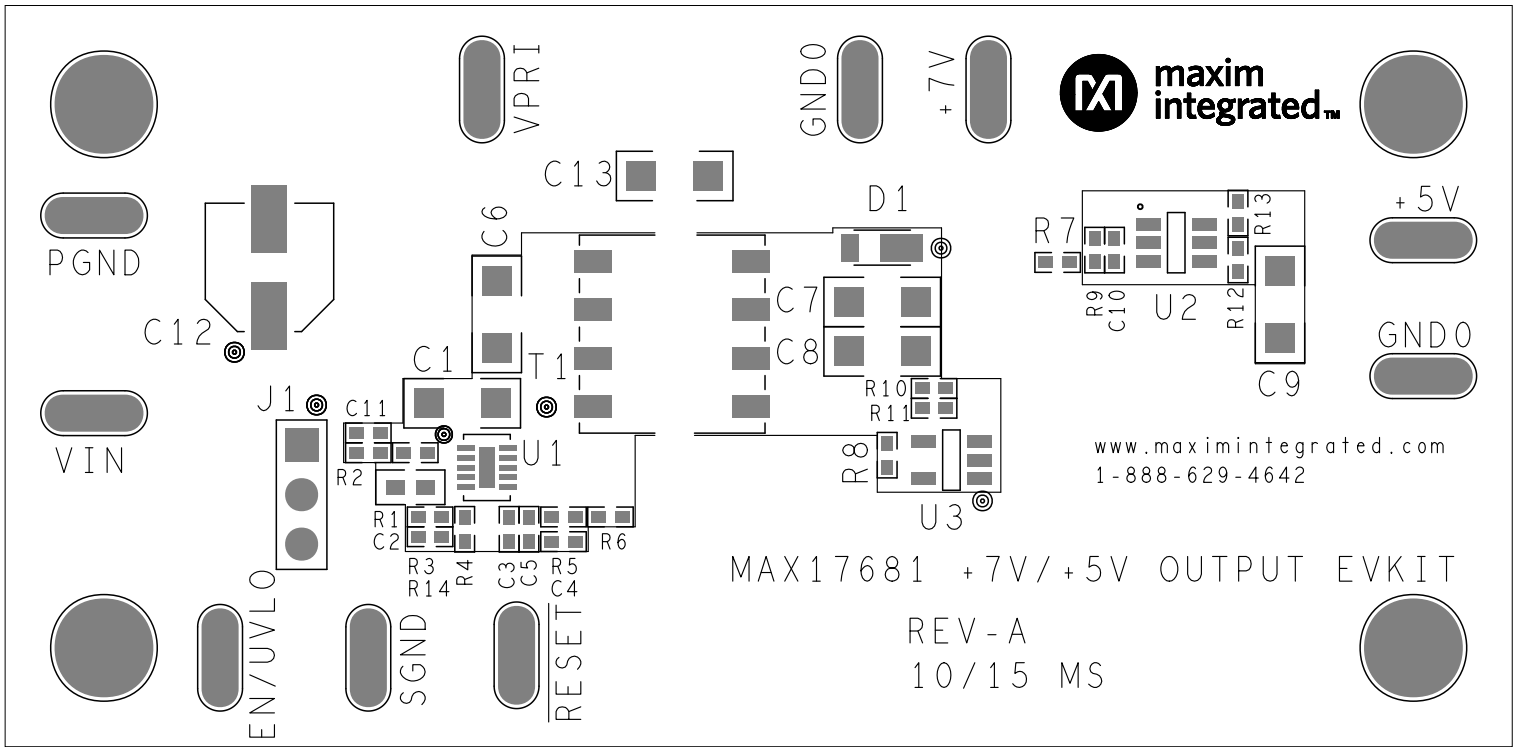 VPRI
GND0
+7V
maxim
integrated™
C13
D1
C6
R7
R13
+5V
PGND
C7
R9
C10
U2
R12
C12
C1
T1
C8
GND0
C9
J1
C11
R10
R11
VIN
R2
U1
R8
www.maximintegrated.com
1-888-629-4642
U3
R1
C2
R3
R14
R4
C3
C5
R5
C4
R6
MAX17681 +7V/+5V OUTPUT EVKIT
EN/UVLO
SGND
RESET
REV-A
10/15 MS